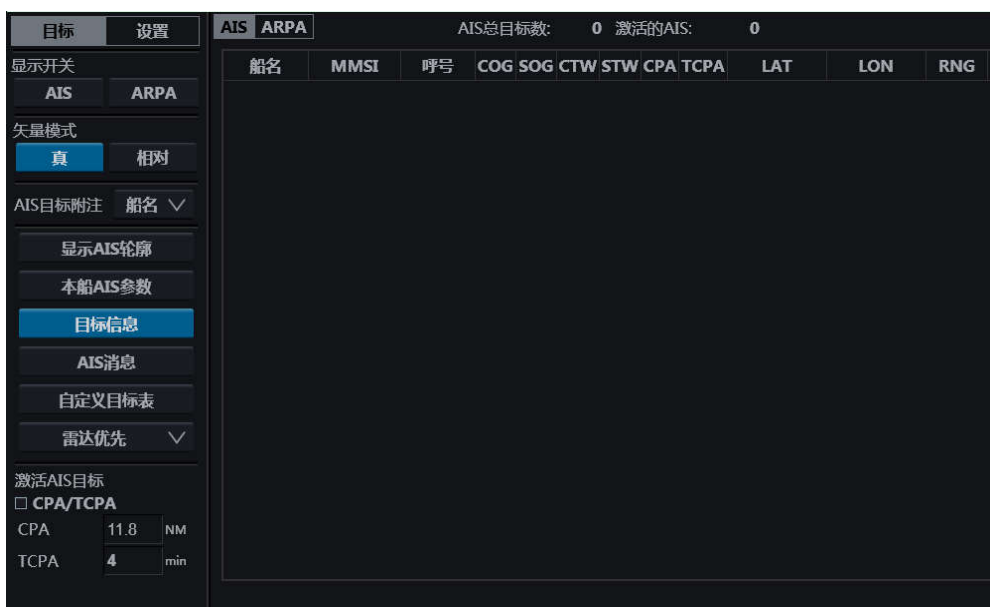 目标 设置
显示开关
AIS ARPA
矢量模式
真 相对
AIS目标附注 船名
显示AIS轮廓
本船AIS参数
目标信息
AIS消息
自定义目标表
雷达优先
激活AIS目标
CPA/TCPA
CPA 11.8 NM
TCPA 4 min
AIS ARPA AIS总目标数: 0 激活的AIS: 0
船名 MMSI 呼号 COG SOG CTW STW CPA TCPA LAT LON RNG